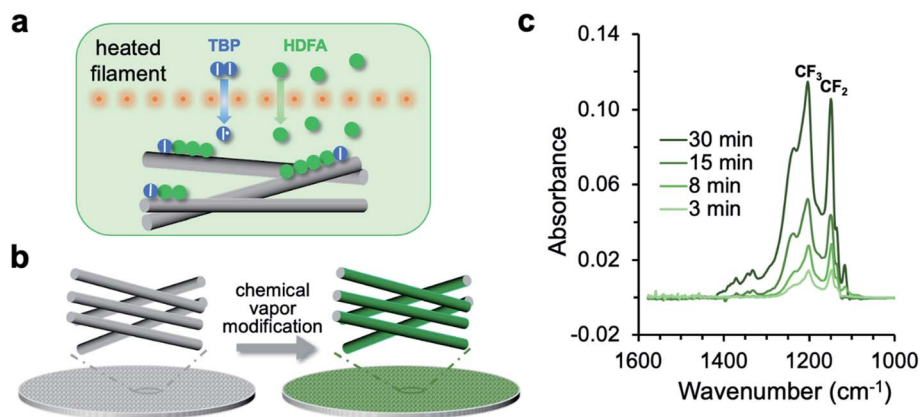 a
heated
filament
TBP
HDFA
I
I
I
I
I
b
chemical
vapor
modification
c
Absorbance
0.14
0.10
0.06
0.02
-0.02
CF3
CF2
30 min
15 min
8 min
3 min
1600
1400
1200
1000
Wavenumber (cm-1)